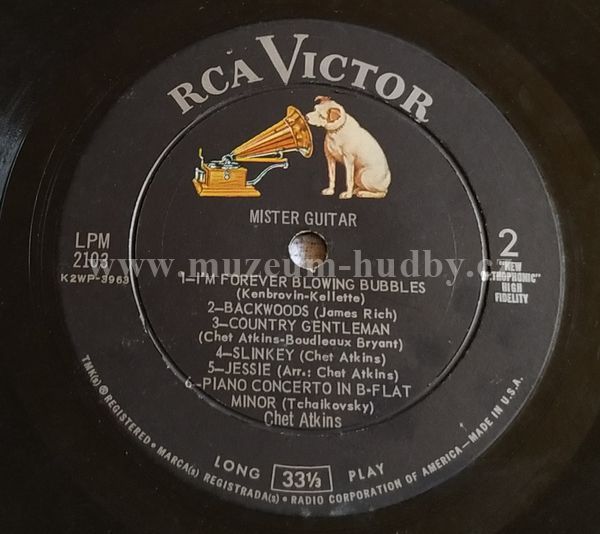 RCA VICTOR
MISTER GUITAR
LPM
2103
K2WP-3963
2
"NEW
ORTHOPHONIC"
HIGH
FIDELITY
www.muzeum-hudby.cz
1—I'M FOREVER BLOWING BUBBLES
(Kenbrovin-Kellette)
2—BACKWOODS (James Rich)
3—COUNTRY GENTLEMAN
(Chet Atkins-Boudleaux Bryant)
4—SLINKEY (Chet Atkins)
5—JESSIE (Arr.: Chet Atkins)
6—PIANO CONCERTO IN B-FLAT
MINOR (Tchaikovsky)
Chet Atkins
LONG 33⅓ PLAY
TMK(s) ® REGISTERED • MARCA(s) REGISTRADA(s) • RADIO CORPORATION OF AMERICA—MADE IN U.S.A.